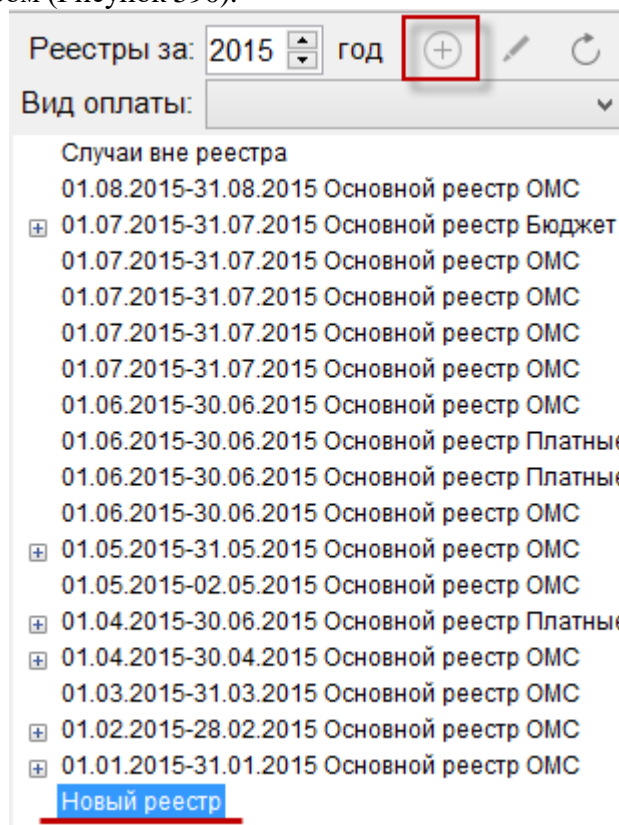 (Рисунок 390).
Реестры за: 2015 год
Вид оплаты:
Случаи вне реестра
01.08.2015-31.08.2015 Основной реестр ОМС
01.07.2015-31.07.2015 Основной реестр Бюджет
01.07.2015-31.07.2015 Основной реестр ОМС
01.07.2015-31.07.2015 Основной реестр ОМС
01.07.2015-31.07.2015 Основной реестр ОМС
01.07.2015-31.07.2015 Основной реестр ОМС
01.06.2015-30.06.2015 Основной реестр ОМС
01.06.2015-30.06.2015 Основной реестр Платные
01.06.2015-30.06.2015 Основной реестр Платные
01.06.2015-30.06.2015 Основной реестр ОМС
01.05.2015-31.05.2015 Основной реестр ОМС
01.05.2015-02.05.2015 Основной реестр ОМС
01.04.2015-30.06.2015 Основной реестр Платные
01.04.2015-30.04.2015 Основной реестр ОМС
01.03.2015-31.03.2015 Основной реестр ОМС
01.02.2015-28.02.2015 Основной реестр ОМС
01.01.2015-31.01.2015 Основной реестр ОМС
Новый реестр